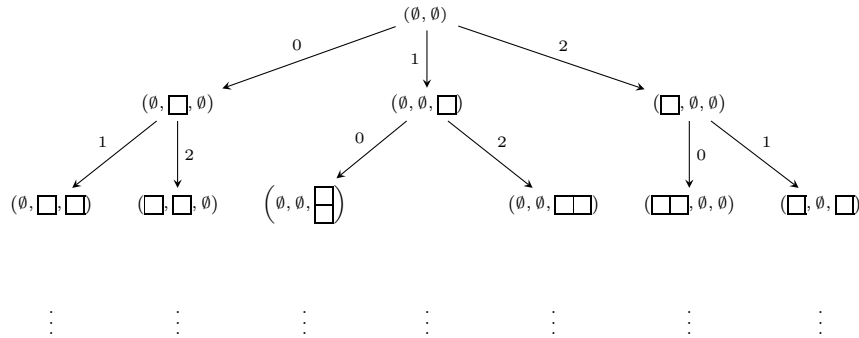 (∅, ∅)
0 1 2
(∅, □, ∅) (∅, ∅, □) (□, ∅, ∅)
1 2 0 2 0 1
(∅, □, □) (□, □, ∅) (∅, ∅, ) (∅, ∅, □□) (□□, ∅, ∅) (□, ∅, □)
⋮ ⋮ ⋮ ⋮ ⋮ ⋮ ⋮